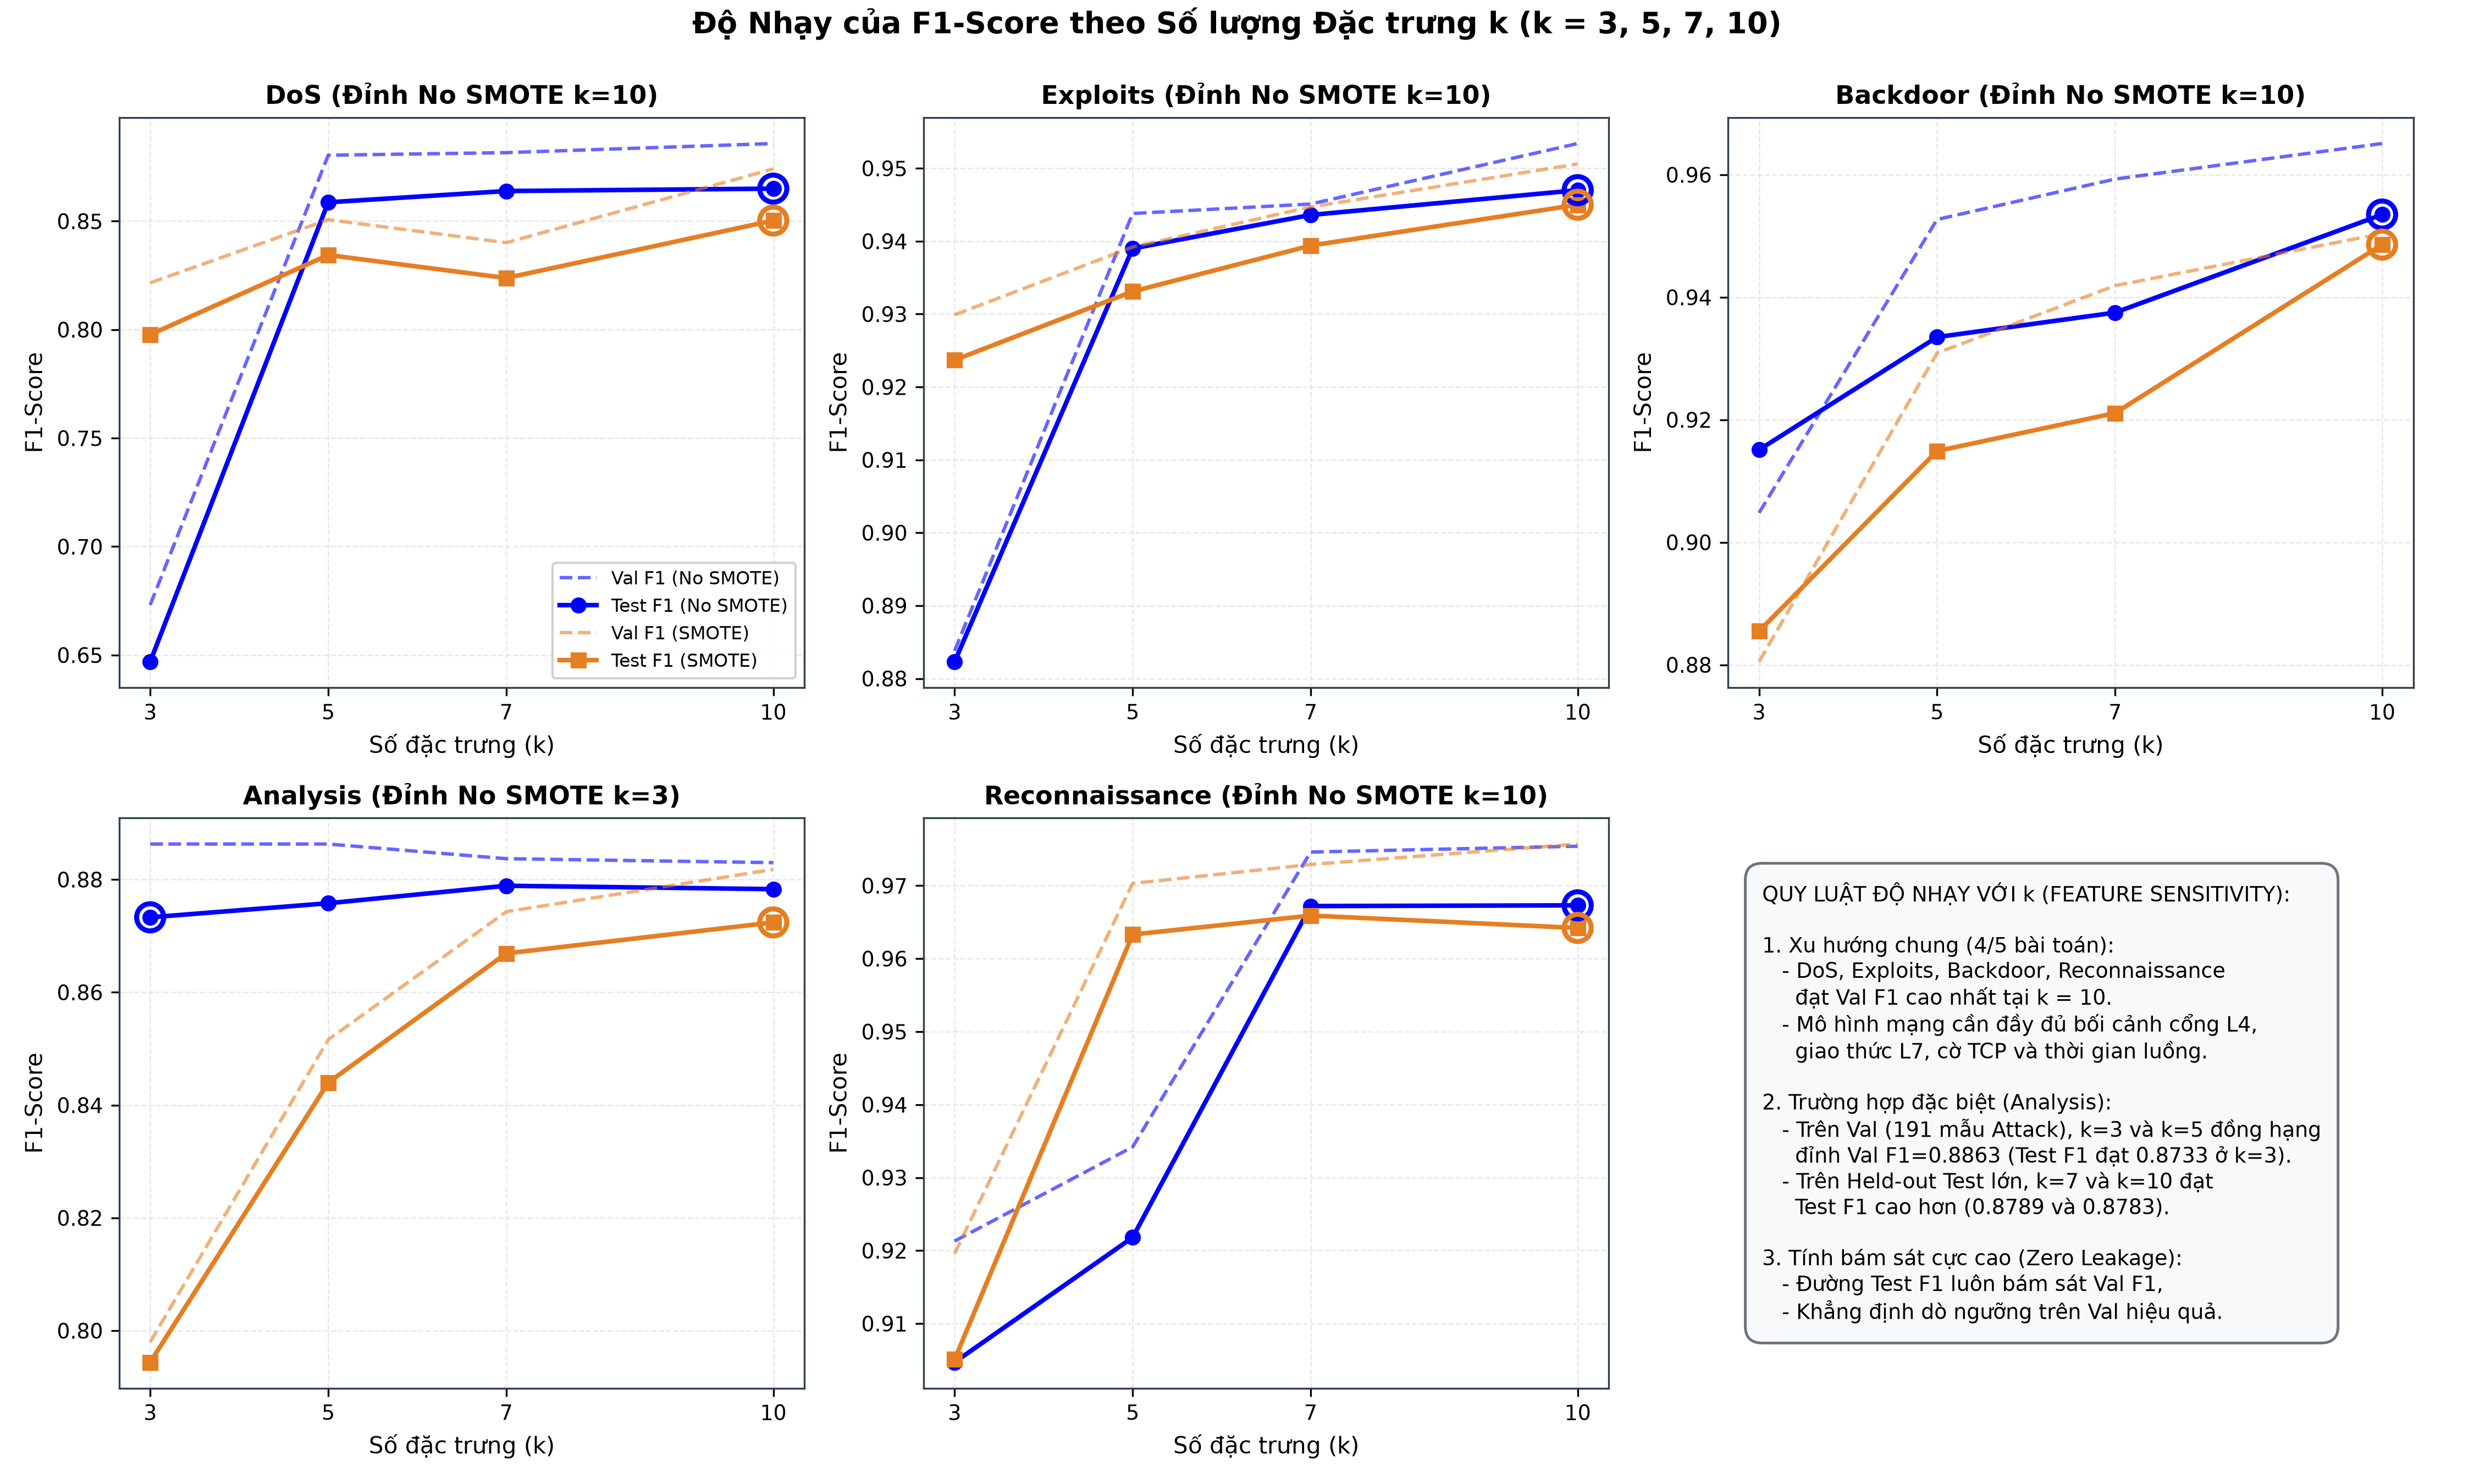 Độ Nhạy của F1-Score theo Số lượng Đặc trưng k (k = 3, 5, 7, 10)
DoS (Đỉnh No SMOTE k=10)
F1-Score
0.85
0.80
0.75
0.70
0.65
Val F1 (No SMOTE)
Test F1 (No SMOTE)
Val F1 (SMOTE)
Test F1 (SMOTE)
3 5 7 10
Số đặc trưng (k)
Exploits (Đỉnh No SMOTE k=10)
F1-Score
0.95
0.94
0.93
0.92
0.91
0.90
0.89
0.88
3 5 7 10
Số đặc trưng (k)
Backdoor (Đỉnh No SMOTE k=10)
F1-Score
0.96
0.94
0.92
0.90
0.88
3 5 7 10
Số đặc trưng (k)
Analysis (Đỉnh No SMOTE k=3)
F1-Score
0.88
0.86
0.84
0.82
0.80
3 5 7 10
Số đặc trưng (k)
Reconnaissance (Đỉnh No SMOTE k=10)
F1-Score
0.97
0.96
0.95
0.94
0.93
0.92
0.91
3 5 7 10
Số đặc trưng (k)
QUY LUẬT ĐỘ NHẠY VỚI k (FEATURE SENSITIVITY):
1. Xu hướng chung (4/5 bài toán):
- DoS, Exploits, Backdoor, Reconnaissance
đạt Val F1 cao nhất tại k = 10.
- Mô hình mạng cần đầy đủ bối cảnh cổng L4,
giao thức L7, cờ TCP và thời gian luồng.
2. Trường hợp đặc biệt (Analysis):
- Trên Val (191 mẫu Attack), k=3 và k=5 đồng hạng
đỉnh Val F1=0.8863 (Test F1 đạt 0.8733 ở k=3).
- Trên Held-out Test lớn, k=7 và k=10 đạt
Test F1 cao hơn (0.8789 và 0.8783).
3. Tính bám sát cực cao (Zero Leakage):
- Đường Test F1 luôn bám sát Val F1,
- Khẳng định dò ngưỡng trên Val hiệu quả.